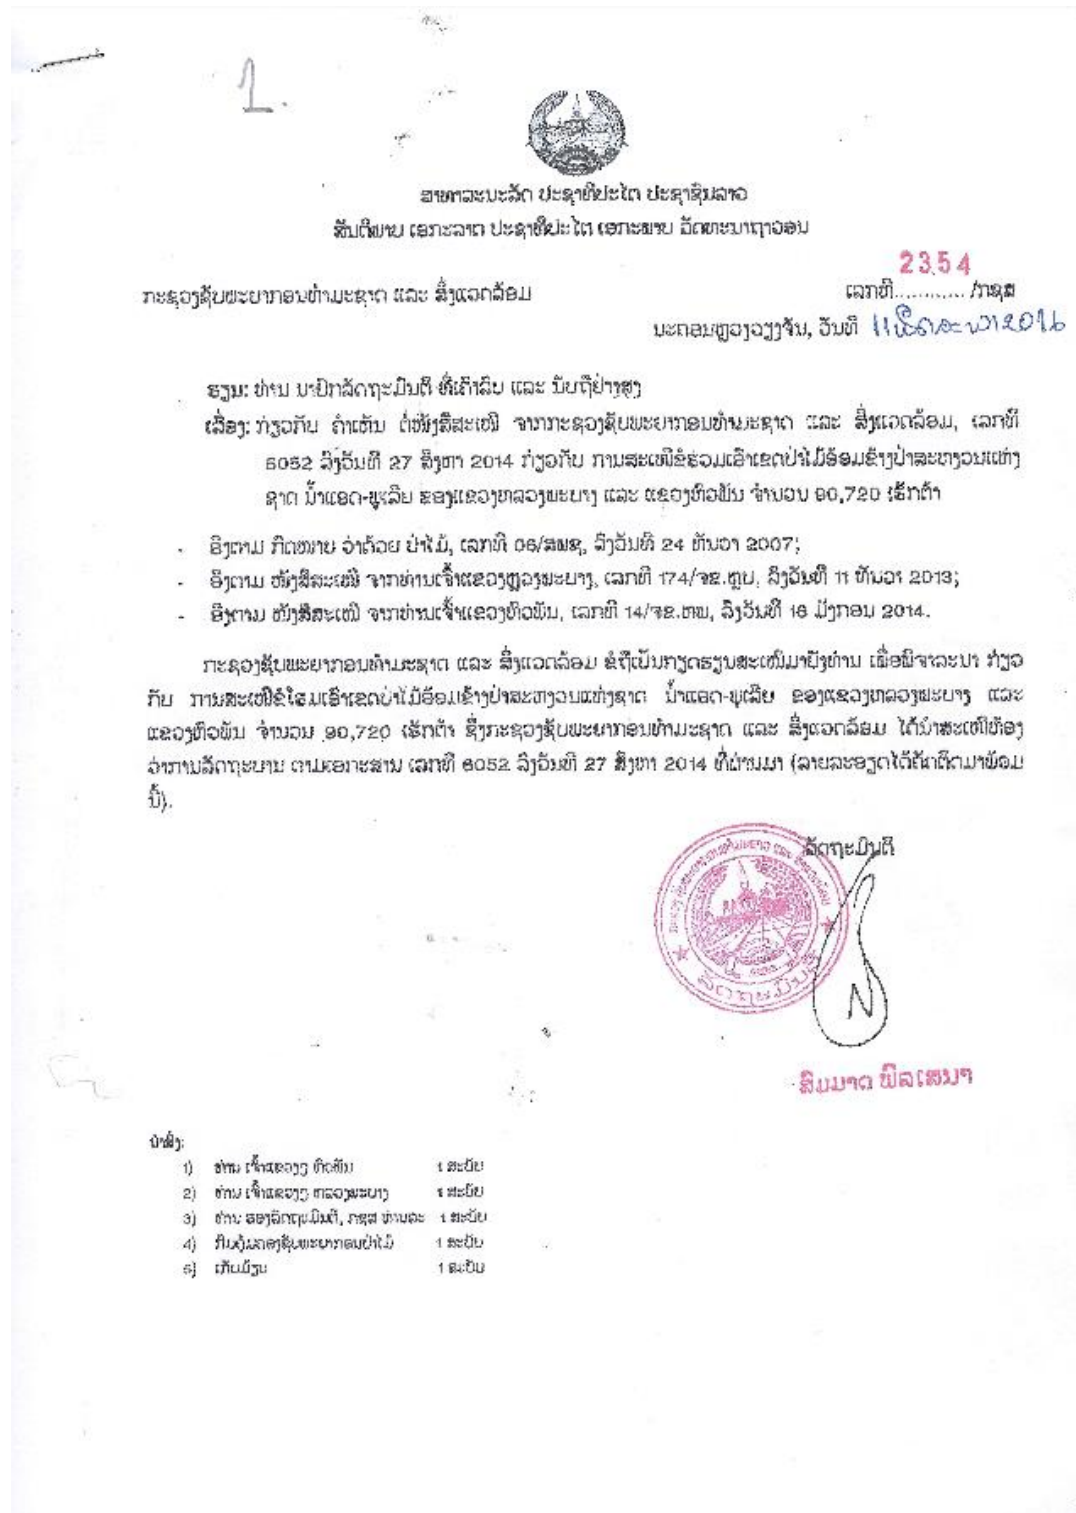 1.
ສາທາລະນະລັດ ປະຊາທິປະໄຕ ປະຊາຊົນລາວ
ສັນຕິພາບ ເອກະລາດ ປະຊາທິປະໄຕ ເອກະພາບ ວັດທະນາຖາວອນ
2354
ກະຊວງຊັບພະຍາກອນທຳມະຊາດ ແລະ ສິ່ງແວດລ້ອມ ເລກທີ............ /ກຊສ
ນະຄອນຫຼວງວຽງຈັນ, ວັນທີ 11 ພຶດສະພາ 2016
ຮຽນ: ທ່ານ ນາຍົກລັດຖະມົນຕີ ທີ່ເຄົາລົບ ແລະ ນັບຖືຢ່າງສູງ
ເລື່ອງ: ກ່ຽວກັບ ຄຳເຫັນ ຕໍ່ໜັງສືສະເໜີ ຈາກກະຊວງຊັບພະຍາກອນທຳມະຊາດ ແລະ ສິ່ງແວດລ້ອມ, ເລກທີ
6052 ລົງວັນທີ 27 ສິງຫາ 2014 ກ່ຽວກັບ ການສະເໜີຂໍຮ່ວມເອົາເຂດປ່າໄມ້ອ້ອມຂ້າງປ່າສະຫງວນແຫ່ງ
ຊາດ ນ້ຳແອດ-ພູເລີຍ ຂອງແຂວງຫລວງພະບາງ ແລະ ແຂວງຫົວພັນ ຈຳນວນ 90,720 ເຮັກຕາ
- ອີງຕາມ ກົດໝາຍ ວ່າດ້ວຍ ປ່າໄມ້, ເລກທີ 06/ສພຊ, ລົງວັນທີ 24 ທັນວາ 2007;
- ອີງຕາມ ໜັງສືສະເໜີ ຈາກທ່ານເຈົ້າແຂວງຫຼວງພະບາງ, ເລກທີ 174/ຈຂ.ຫຼບ, ລົງວັນທີ 11 ທັນວາ 2013;
- ອີງຕາມ ໜັງສືສະເໜີ ຈາກທ່ານເຈົ້າແຂວງຫົວພັນ, ເລກທີ 14/ຈຂ.ຫພ, ລົງວັນທີ 16 ມັງກອນ 2014.
ກະຊວງຊັບພະຍາກອນທຳມະຊາດ ແລະ ສິ່ງແວດລ້ອມ ຂໍຖືເປັນກຽດຮຽນສະເໜີມາຍັງທ່ານ ເພື່ອພິຈາລະນາ ກ່ຽວ
ກັບ ການສະເໜີຂໍໂຮມເອົາເຂດປ່າໄມ້ອ້ອມຂ້າງປ່າສະຫງວນແຫ່ງຊາດ ນ້ຳແອດ-ພູເລີຍ ຂອງແຂວງຫລວງພະບາງ ແລະ
ແຂວງຫົວພັນ ຈຳນວນ 90,720 ເຮັກຕາ ຊຶ່ງກະຊວງຊັບພະຍາກອນທຳມະຊາດ ແລະ ສິ່ງແວດລ້ອມ ໄດ້ນຳສະເໜີຫ້ອງ
ວ່າການລັດຖະບານ ຕາມເອກະສານ ເລກທີ 6052 ລົງວັນທີ 27 ສິງຫາ 2014 ທີ່ຜ່ານມາ (ລາຍລະອຽດໄດ້ຄັດຕິດມາພ້ອມ
ນີ້).
ລັດຖະມົນຕີ
ລັດຖະມົນຕີ
ສົມມາດ ພົລເສນາ
ນຳສົ່ງ:
1) ທ່ານ ເຈົ້າແຂວງໆ ຫົວພັນ 1 ສະບັບ
2) ທ່ານ ເຈົ້າແຂວງໆ ຫລວງພະບາງ 1 ສະບັບ
3) ທ່ານ ຮອງລັດຖະມົນຕີ, ກຊສ ທ່ານລະ 1 ສະບັບ
4) ກົມຄຸ້ມຄອງຊັບພະຍາກອນປ່າໄມ້ 1 ສະບັບ
5) ເກັບມ້ຽນ 1 ສະບັບ